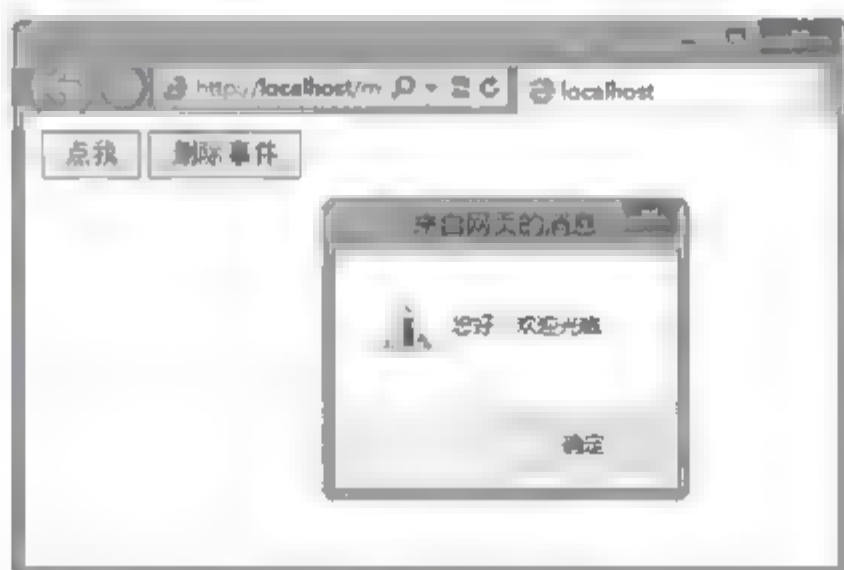 http://localhost/m
localhost
点我 删除事件
来自网页的消息
您好 欢迎光临
确定